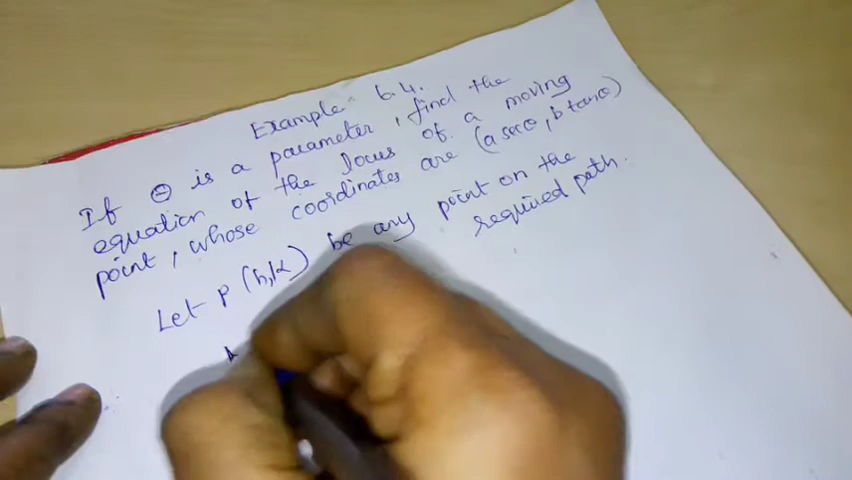 Example 6.4.
If θ is a parameter, find the
equation of the locus of a moving
point, whose coordinates are (a secθ, b tanθ)
Let p (h,k) be any point on the
required path.